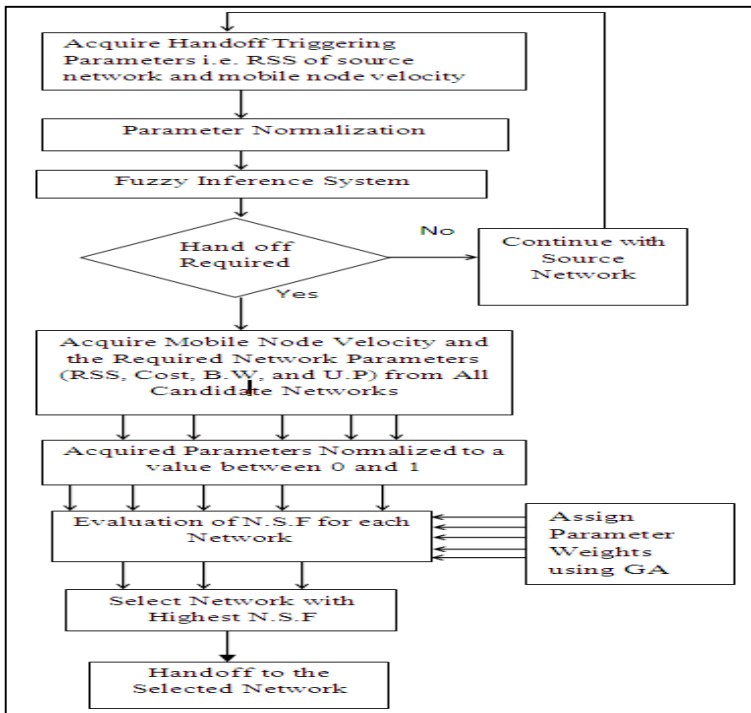 Acquire Handoff Triggering
Parameters i.e. RSS of source
network and mobile node velocity
Parameter Normalization
Fuzzy Inference System
Hand off
Required
No
Continue with
Source
Network
Yes
Acquire Mobile Node Velocity and
the Required Network Parameters
(RSS, Cost, B.W, and U.P) from All
Candidate Networks
Acquired Parameters Normalized to a
value between 0 and 1
Evaluation of N.S.F for each
Network
Assign
Parameter
Weights
using GA
Select Network with
Highest N.S.F
Handoff to the
Selected Network